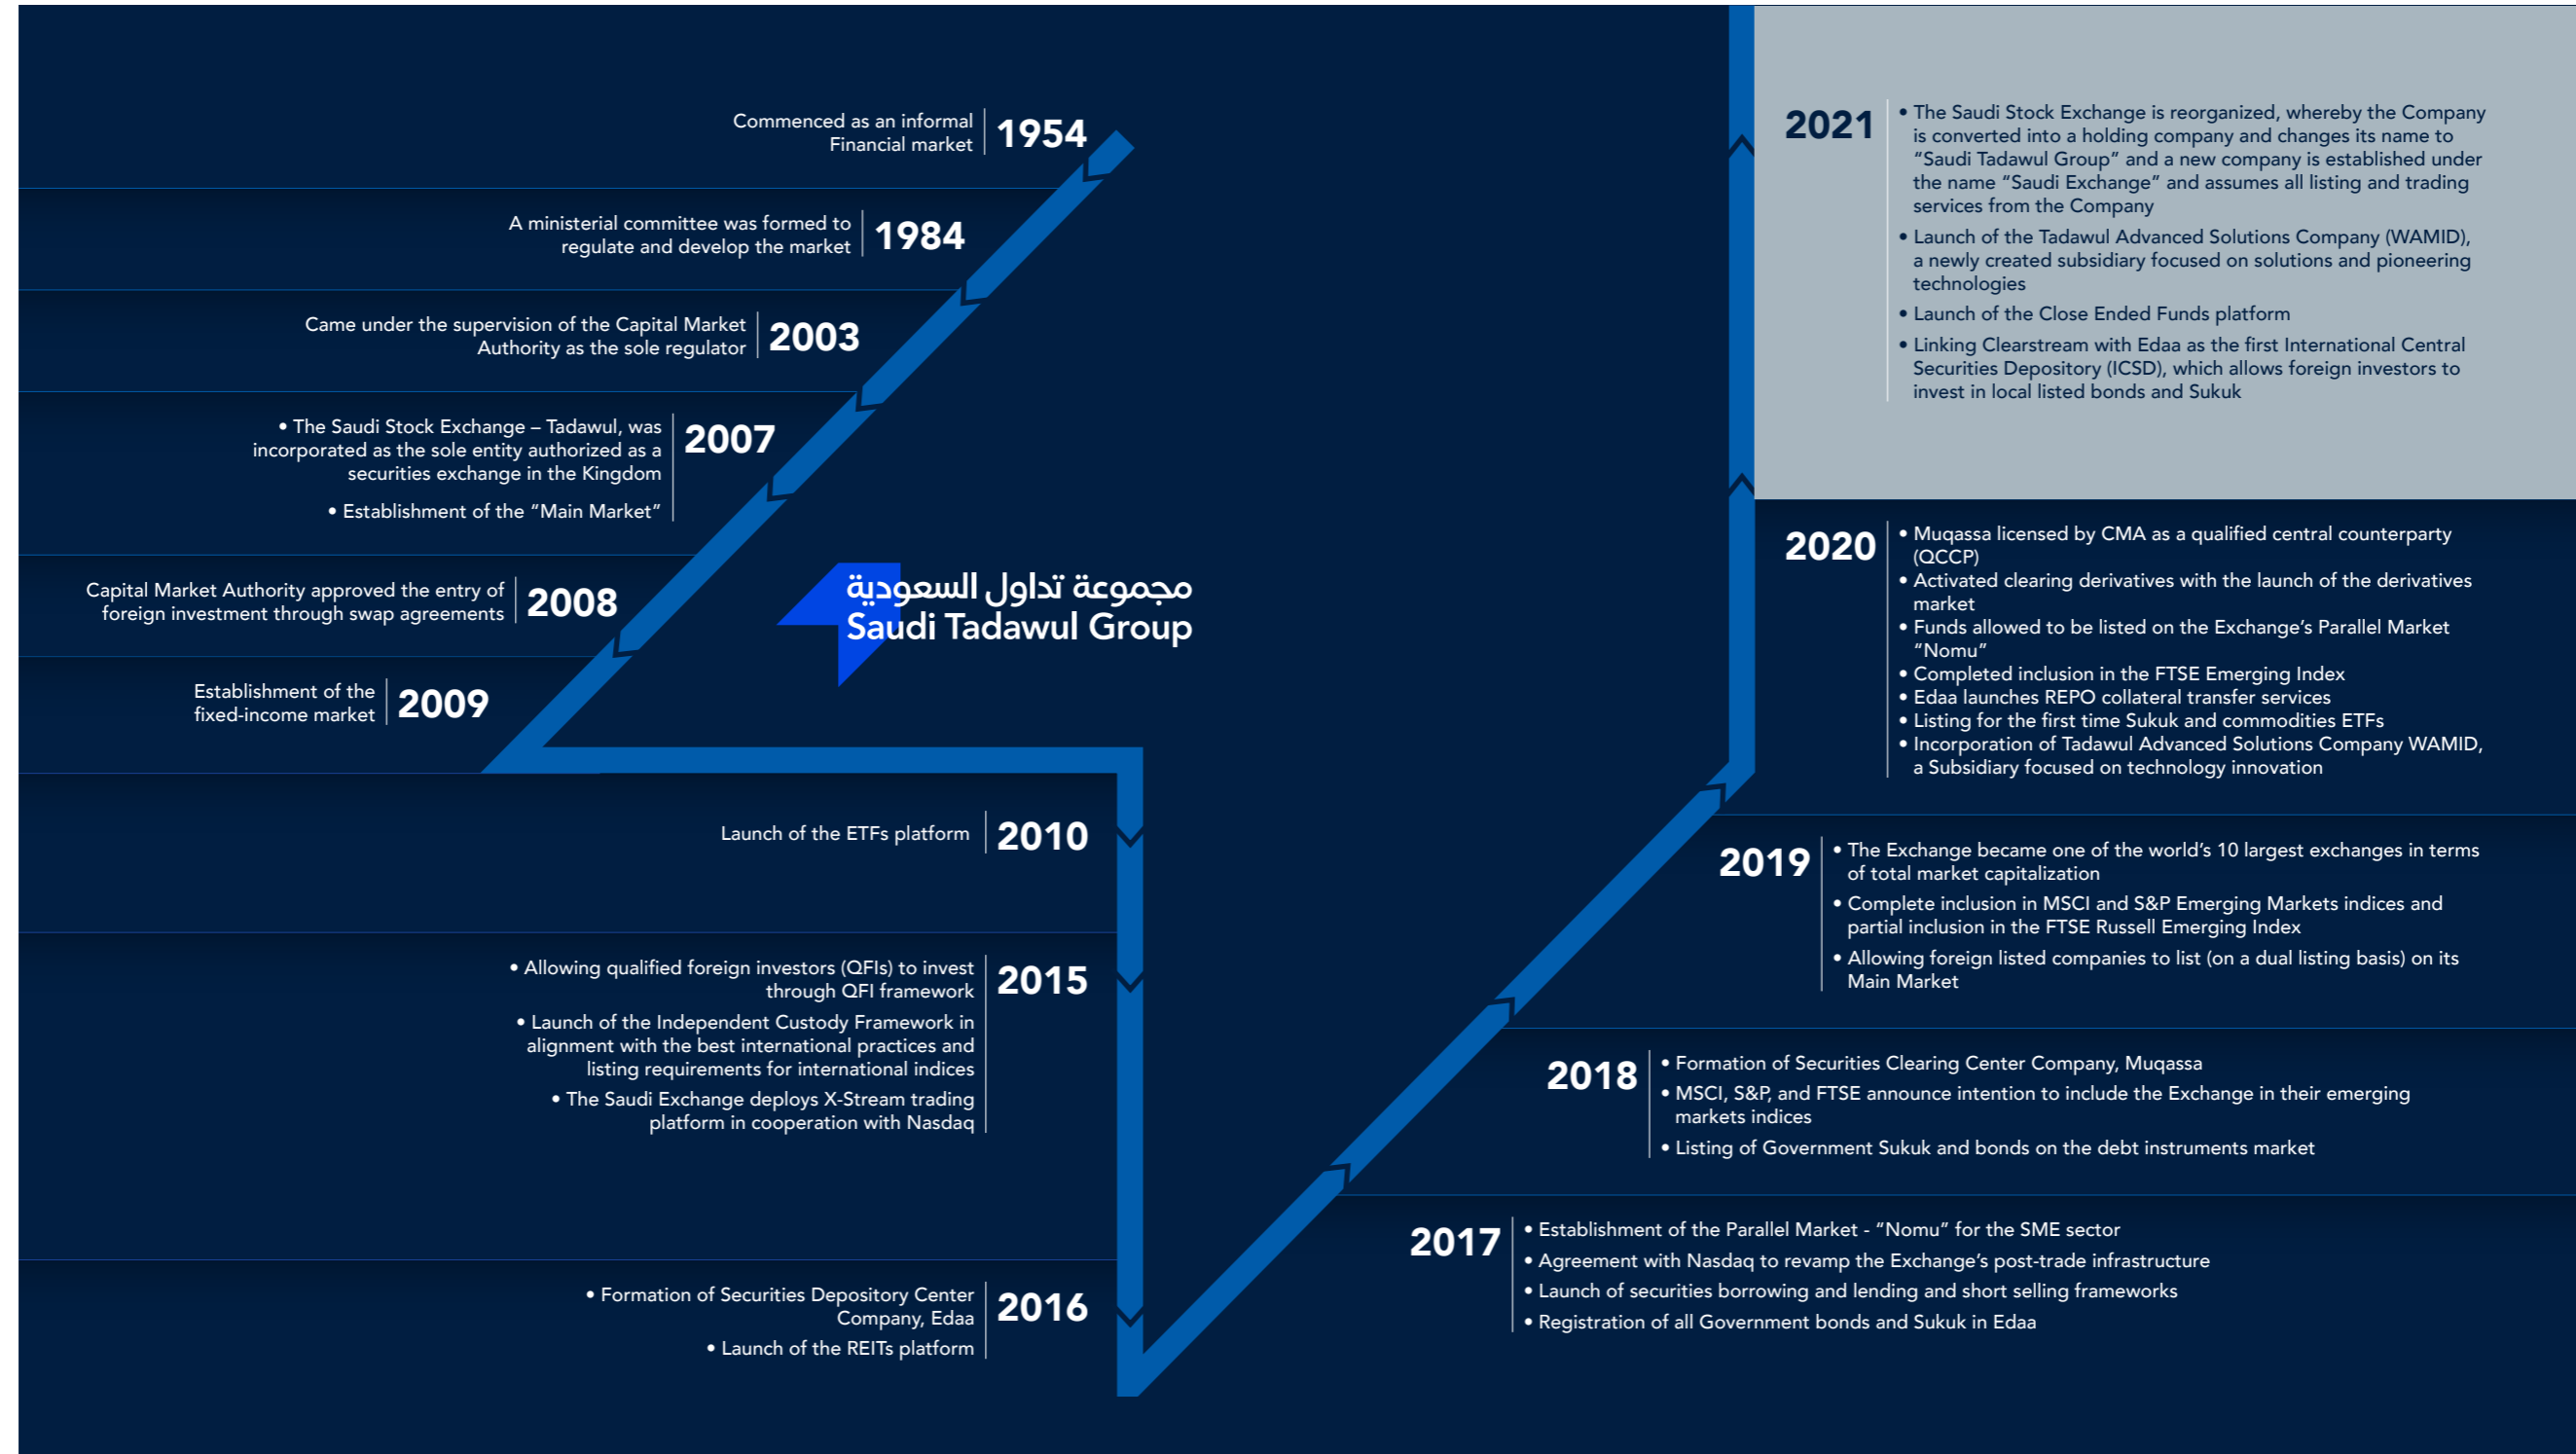 Commenced as an informal
Financial market
1954
A ministerial committee was formed to
regulate and develop the market
1984
Came under the supervision of the Capital Market
Authority as the sole regulator
2003
• The Saudi Stock Exchange – Tadawul, was
incorporated as the sole entity authorized as a
securities exchange in the Kingdom
• Establishment of the “Main Market”
2007
Capital Market Authority approved the entry of
foreign investment through swap agreements
2008
Establishment of the
fixed-income market
2009
مجموعة تداول السعودية
Saudi Tadawul Group
Launch of the ETFs platform
2010
• Allowing qualified foreign investors (QFIs) to invest
through QFI framework
• Launch of the Independent Custody Framework in
alignment with the best international practices and
listing requirements for international indices
• The Saudi Exchange deploys X-Stream trading
platform in cooperation with Nasdaq
2015
• Formation of Securities Depository Center
Company, Edaa
• Launch of the REITs platform
2016
2017
• Establishment of the Parallel Market - “Nomu” for the SME sector
• Agreement with Nasdaq to revamp the Exchange’s post-trade infrastructure
• Launch of securities borrowing and lending and short selling frameworks
• Registration of all Government bonds and Sukuk in Edaa
2018
• Formation of Securities Clearing Center Company, Muqassa
• MSCI, S&P, and FTSE announce intention to include the Exchange in their emerging
markets indices
• Listing of Government Sukuk and bonds on the debt instruments market
2019
• The Exchange became one of the world’s 10 largest exchanges in terms
of total market capitalization
• Complete inclusion in MSCI and S&P Emerging Markets indices and
partial inclusion in the FTSE Russell Emerging Index
• Allowing foreign listed companies to list (on a dual listing basis) on its
Main Market
2020
• Muqassa licensed by CMA as a qualified central counterparty
(QCCP)
• Activated clearing derivatives with the launch of the derivatives
market
• Funds allowed to be listed on the Exchange’s Parallel Market
“Nomu”
• Completed inclusion in the FTSE Emerging Index
• Edaa launches REPO collateral transfer services
• Listing for the first time Sukuk and commodities ETFs
• Incorporation of Tadawul Advanced Solutions Company WAMID,
a Subsidiary focused on technology innovation
2021
• The Saudi Stock Exchange is reorganized, whereby the Company
is converted into a holding company and changes its name to
“Saudi Tadawul Group” and a new company is established under
the name “Saudi Exchange” and assumes all listing and trading
services from the Company
• Launch of the Tadawul Advanced Solutions Company (WAMID),
a newly created subsidiary focused on solutions and pioneering
technologies
• Launch of the Close Ended Funds platform
• Linking Clearstream with Edaa as the first International Central
Securities Depository (ICSD), which allows foreign investors to
invest in local listed bonds and Sukuk